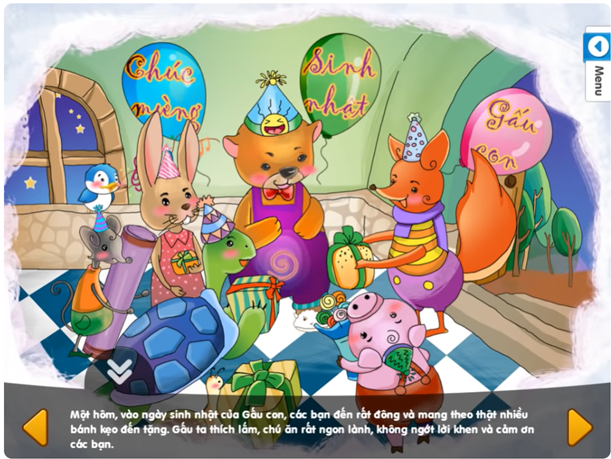 Chúc
mừng
Sinh
nhật
Gấu
con
Menu
Một hôm, vào ngày sinh nhật của Gấu con, các bạn đến rất đông và mang theo thật nhiều
bánh kẹo đến tặng. Gấu ta thích lắm, chú ăn rất ngon lành, không ngớt lời khen và cảm ơn
các bạn.